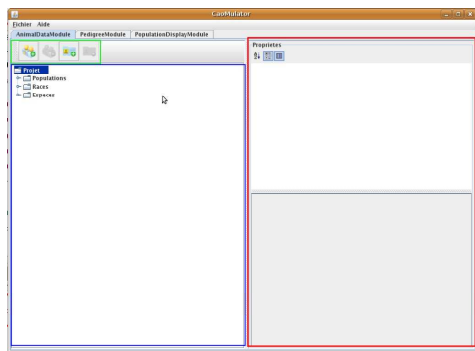 CaoMulator
Fichier Aide
AnimalDataModule PedigreeModule PopulationDisplayModule
Proprietes
Projet
Populations
Races
Especes